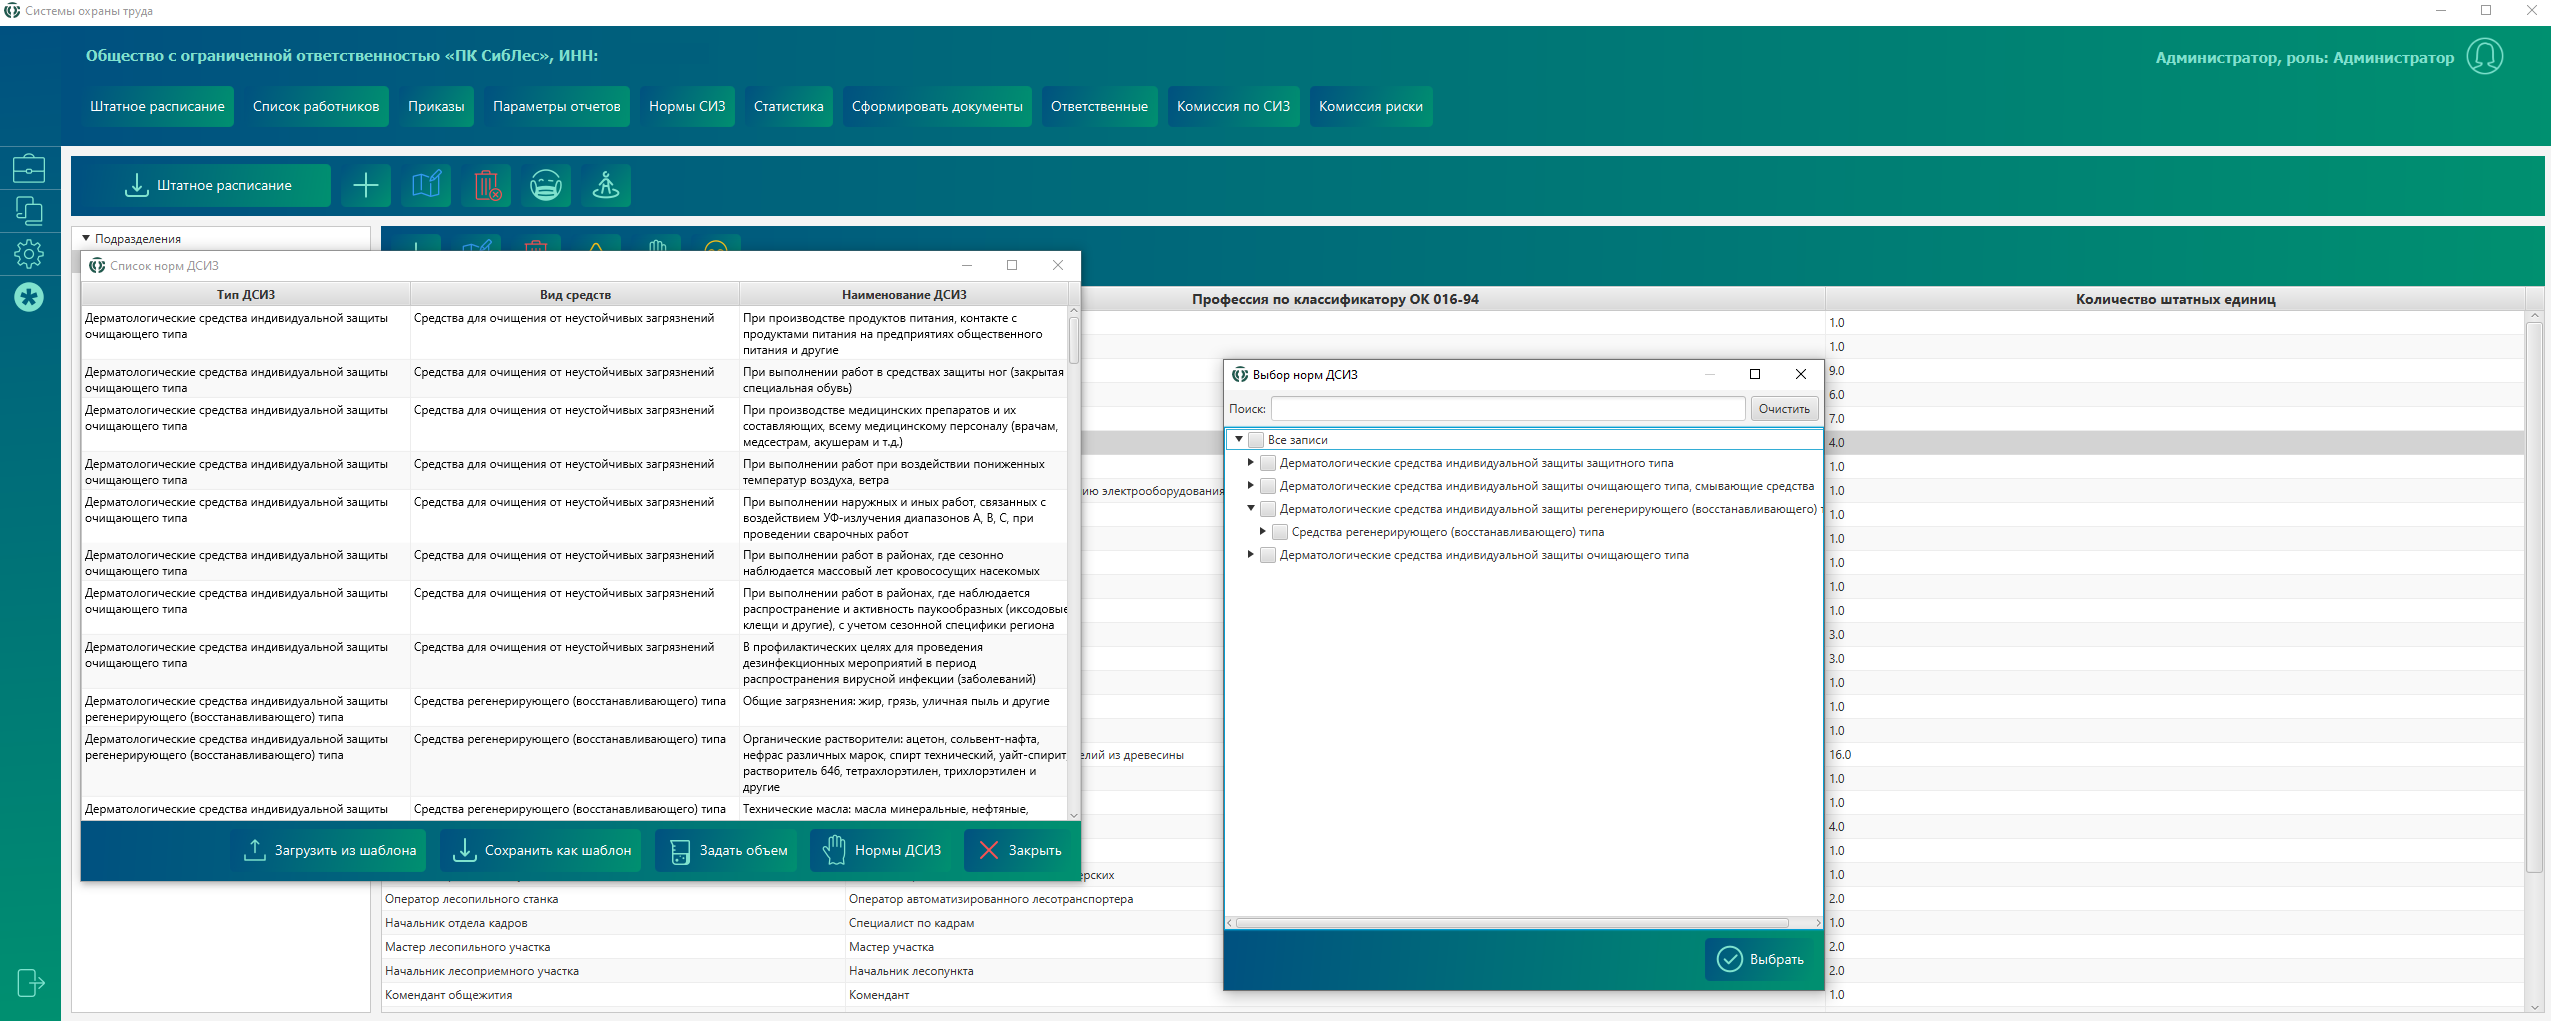 Системы охраны труда
Общество с ограниченной ответственностью «ПК СибЛес», ИНН:
Администратор, роль: Администратор
Штатное расписание
Список работников
Приказы
Параметры отчетов
Нормы СИЗ
Статистика
Сформировать документы
Ответственные
Комиссия по СИЗ
Комиссия риски
Штатное расписание
Подразделения
Список норм ДСИЗ
Тип ДСИЗ
Вид средств
Наименование ДСИЗ
Дерматологические средства индивидуальной защиты
очищающего типа
Средства для очищения от неустойчивых загрязнений
При производстве продуктов питания, контакте с
продуктами питания на предприятиях общественного
питания и другие
Дерматологические средства индивидуальной защиты
очищающего типа
Средства для очищения от неустойчивых загрязнений
При выполнении работ в средствах защиты ног (закрытая
специальная обувь)
Дерматологические средства индивидуальной защиты
очищающего типа
Средства для очищения от неустойчивых загрязнений
При производстве медицинских препаратов и их
составляющих, всему медицинскому персоналу (врачам,
медсестрам, акушерам и т.д.)
Дерматологические средства индивидуальной защиты
очищающего типа
Средства для очищения от неустойчивых загрязнений
При выполнении работ при воздействии пониженных
температур воздуха, ветра
Дерматологические средства индивидуальной защиты
очищающего типа
Средства для очищения от неустойчивых загрязнений
При выполнении наружных и иных работ, связанных с
воздействием УФ-излучения диапазонов A, B, C, при
проведении сварочных работ
Дерматологические средства индивидуальной защиты
очищающего типа
Средства для очищения от неустойчивых загрязнений
При выполнении работ в районах, где сезонно
наблюдается массовый лет кровососущих насекомых
Дерматологические средства индивидуальной защиты
очищающего типа
Средства для очищения от неустойчивых загрязнений
При выполнении работ в районах, где наблюдается
распространение и активность паукообразных (иксодовые
клещи и другие), с учетом сезонной специфики региона
Дерматологические средства индивидуальной защиты
очищающего типа
Средства для очищения от неустойчивых загрязнений
В профилактических целях для проведения
дезинфекционных мероприятий в период
распространения вирусной инфекции (заболеваний)
Дерматологические средства индивидуальной защиты
регенерирующего (восстанавливающего) типа
Средства регенерирующего (восстанавливающего) типа
Общие загрязнения: жир, грязь, уличная пыль и другие
Дерматологические средства индивидуальной защиты
регенерирующего (восстанавливающего) типа
Средства регенерирующего (восстанавливающего) типа
Органические растворители: ацетон, сольвент-нафта,
нефрас различных марок, спирт технический, уайт-спирит,
растворитель 646, тетрахлорэтилен, трихлорэтилен и
другие
Дерматологические средства индивидуальной защиты
Средства регенерирующего (восстанавливающего) типа
Технические масла: масла минеральные, нефтяные,
Загрузить из шаблона
Сохранить как шаблон
Задать объем
Нормы ДСИЗ
Закрыть
Профессия по классификатору ОК 016-94
Количество штатных единиц
1.0
1.0
9.0
6.0
7.0
4.0
1.0
ию электрооборудования
1.0
1.0
1.0
1.0
1.0
1.0
3.0
3.0
1.0
1.0
1.0
елий из древесины
16.0
1.0
1.0
4.0
1.0
ерских
1.0
Оператор лесопильного станка
Оператор автоматизированного лесотранспортера
2.0
Начальник отдела кадров
Специалист по кадрам
1.0
Мастер лесопильного участка
Мастер участка
2.0
Начальник лесоприемного участка
Начальник лесопункта
2.0
Комендант общежития
Комендант
1.0
Выбор норм ДСИЗ
Поиск:
Очистить
Все записи
Дерматологические средства индивидуальной защиты защитного типа
Дерматологические средства индивидуальной защиты очищающего типа, смывающие средства
Дерматологические средства индивидуальной защиты регенерирующего (восстанавливающего) т
Средства регенерирующего (восстанавливающего) типа
Дерматологические средства индивидуальной защиты очищающего типа
Выбрать